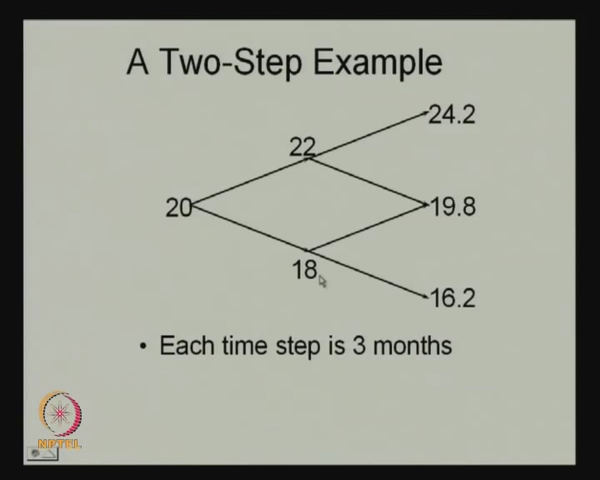 A Two-Step Example
24.2
22
20
19.8
18
16.2
• Each time step is 3 months
NPTEL